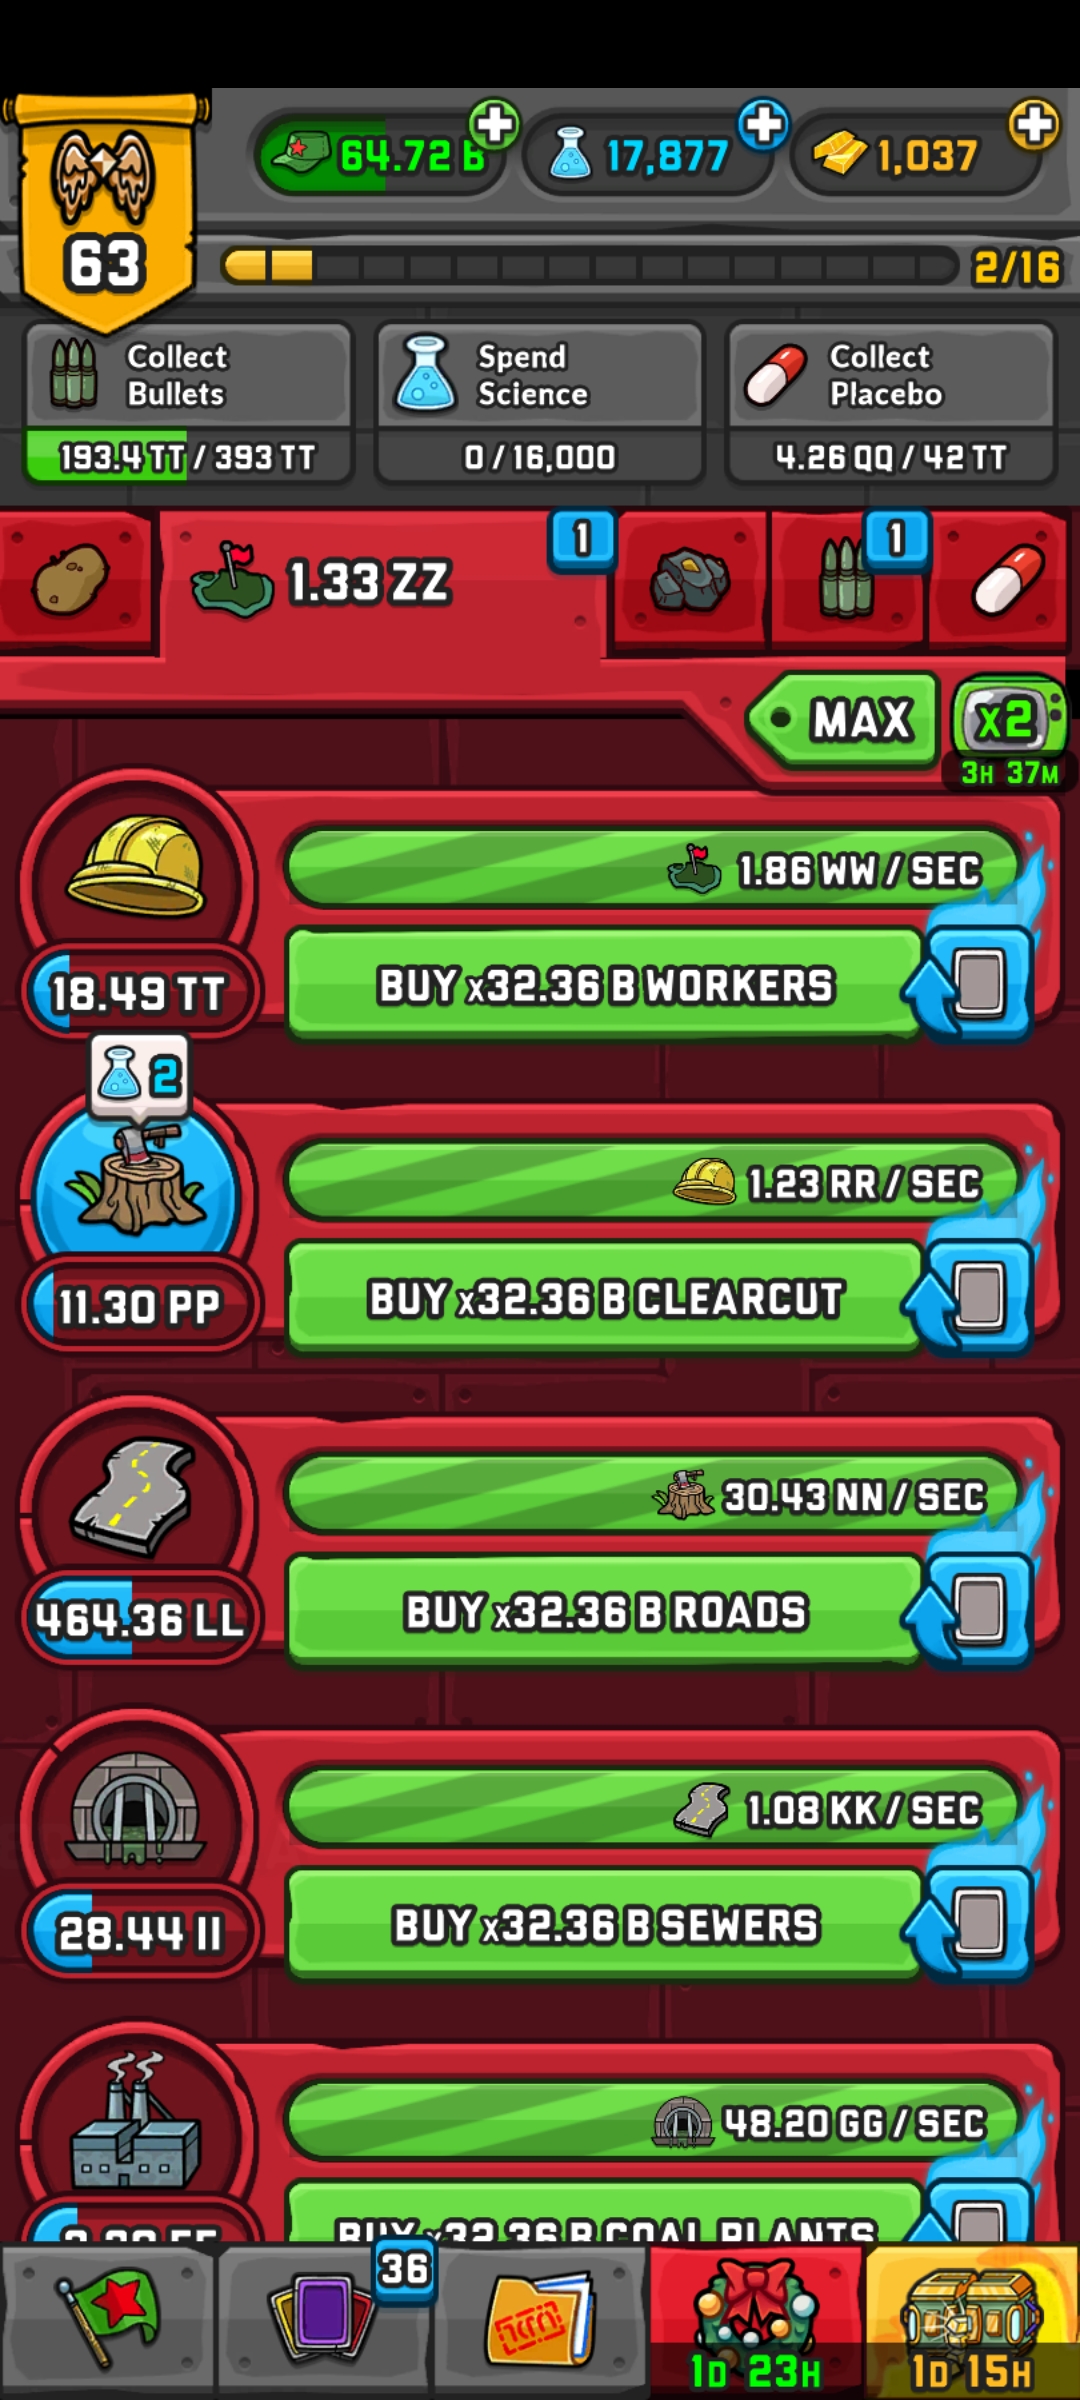 64.72 B
17,877
1,037
63
2/16
Collect
Bullets
193.4 TT / 393 TT
Spend
Science
0 / 16,000
Collect
Placebo
4.26 QQ / 42 TT
1.33 ZZ
1
1
MAX
x2
3H 37M
1.86 WW / SEC
18.49 TT
BUY x32.36 B WORKERS
2
1.23 RR / SEC
11.30 PP
BUY x32.36 B CLEARCUT
30.43 NN / SEC
464.36 LL
BUY x32.36 B ROADS
1.08 KK / SEC
28.44 II
BUY x32.36 B SEWERS
48.20 GG / SEC
BUY x32.36 B COAL PLANTS
36
1D 23H
1D 15H